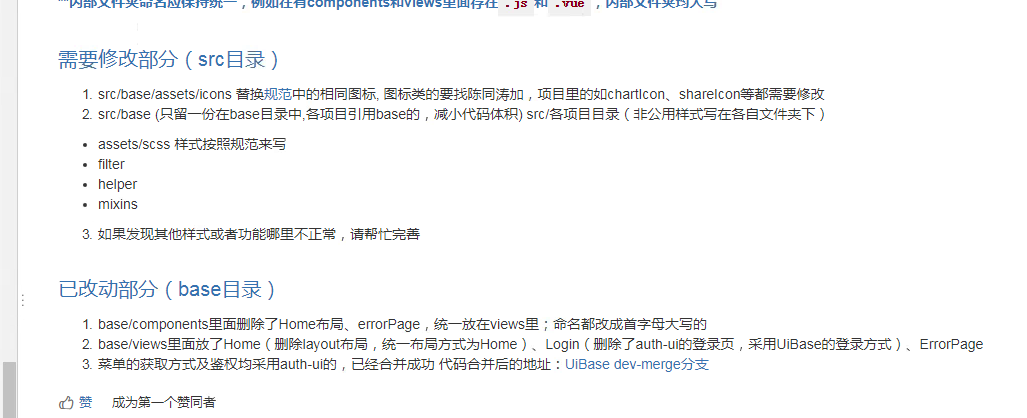 **内部文件夹命名应保持统一，例如在有components和views里面存在 .js 和 .vue ，内部文件夹均大写
需要修改部分（src目录）
1. src/base/assets/icons 替换规范中的相同图标, 图标类的要找陈同涛加，项目里的如chartIcon、shareIcon等都需要修改
2. src/base (只留一份在base目录中,各项目引用base的，减小代码体积) src/各项目目录（非公用样式写在各自文件夹下）
• assets/scss 样式按照规范来写
• filter
• helper
• mixins
3. 如果发现其他样式或者功能哪里不正常，请帮忙完善
已改动部分（base目录）
1. base/components里面删除了Home布局、errorPage，统一放在views里；命名都改成首字母大写的
2. base/views里面放了Home（删除layout布局，统一布局方式为Home）、Login（删除了auth-ui的登录页，采用UiBase的登录方式）、ErrorPage
3. 菜单的获取方式及鉴权均采用auth-ui的，已经合并成功 代码合并后的地址：UiBase dev-merge分支
赞 成为第一个赞同者